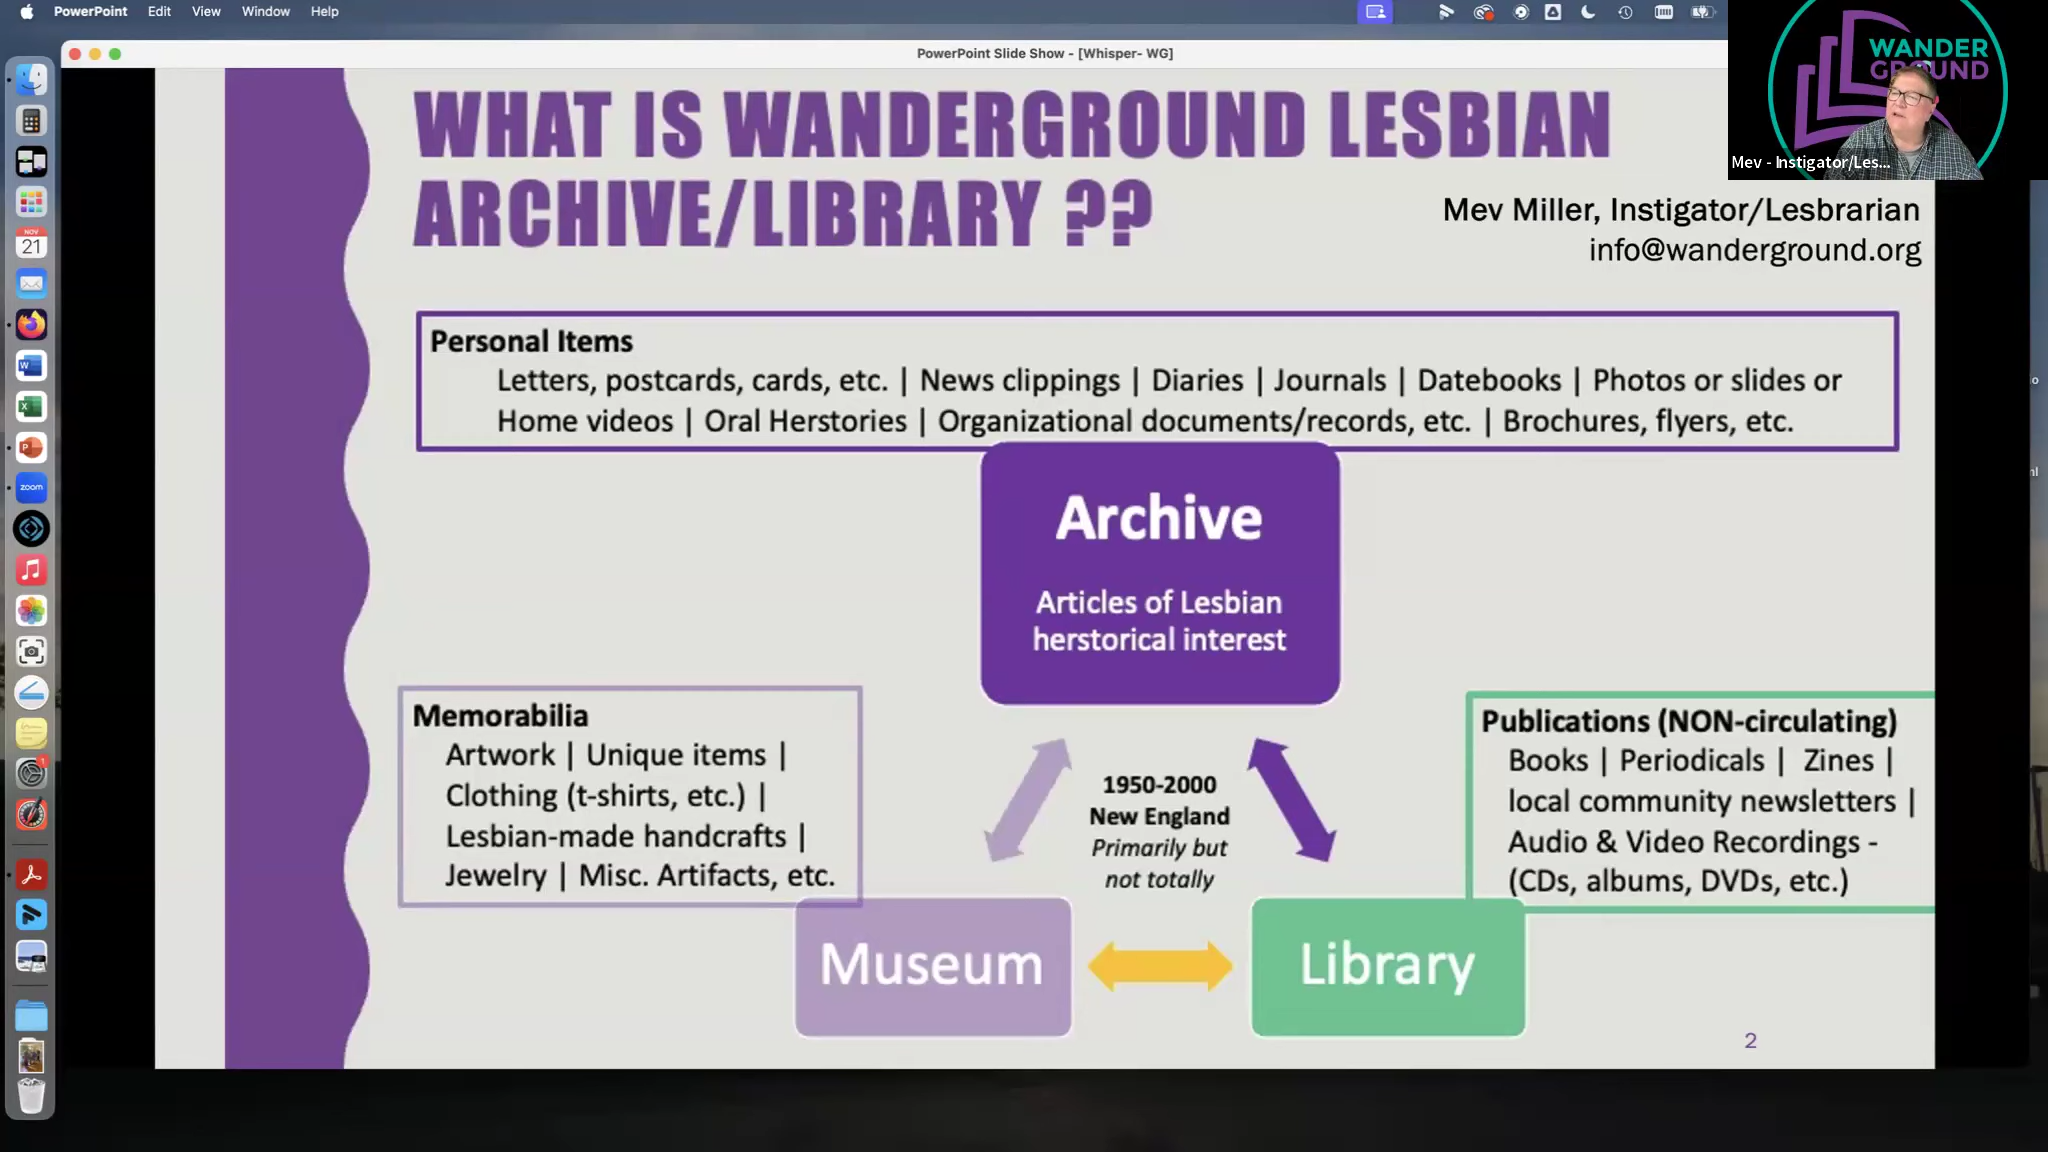 PowerPoint Edit View Window Help
PowerPoint Slide Show - [Whisper- WG]
WANDER
GROUND
Mev - Instigator/Les...
WHAT IS WANDERGROUND LESBIAN
ARCHIVE/LIBRARY ??
Mev Miller, Instigator/Lesbrarian
info@wanderground.org
Personal Items
Letters, postcards, cards, etc. | News clippings | Diaries | Journals | Datebooks | Photos or slides or
Home videos | Oral Herstories | Organizational documents/records, etc. | Brochures, flyers, etc.
Archive
Articles of Lesbian
herstorical interest
Memorabilia
Artwork | Unique items |
Clothing (t-shirts, etc.) |
Lesbian-made handcrafts |
Jewelry | Misc. Artifacts, etc.
1950-2000
New England
Primarily but
not totally
Publications (NON-circulating)
Books | Periodicals | Zines |
local community newsletters |
Audio & Video Recordings -
(CDs, albums, DVDs, etc.)
Museum
Library
2
NOV
21
zoom